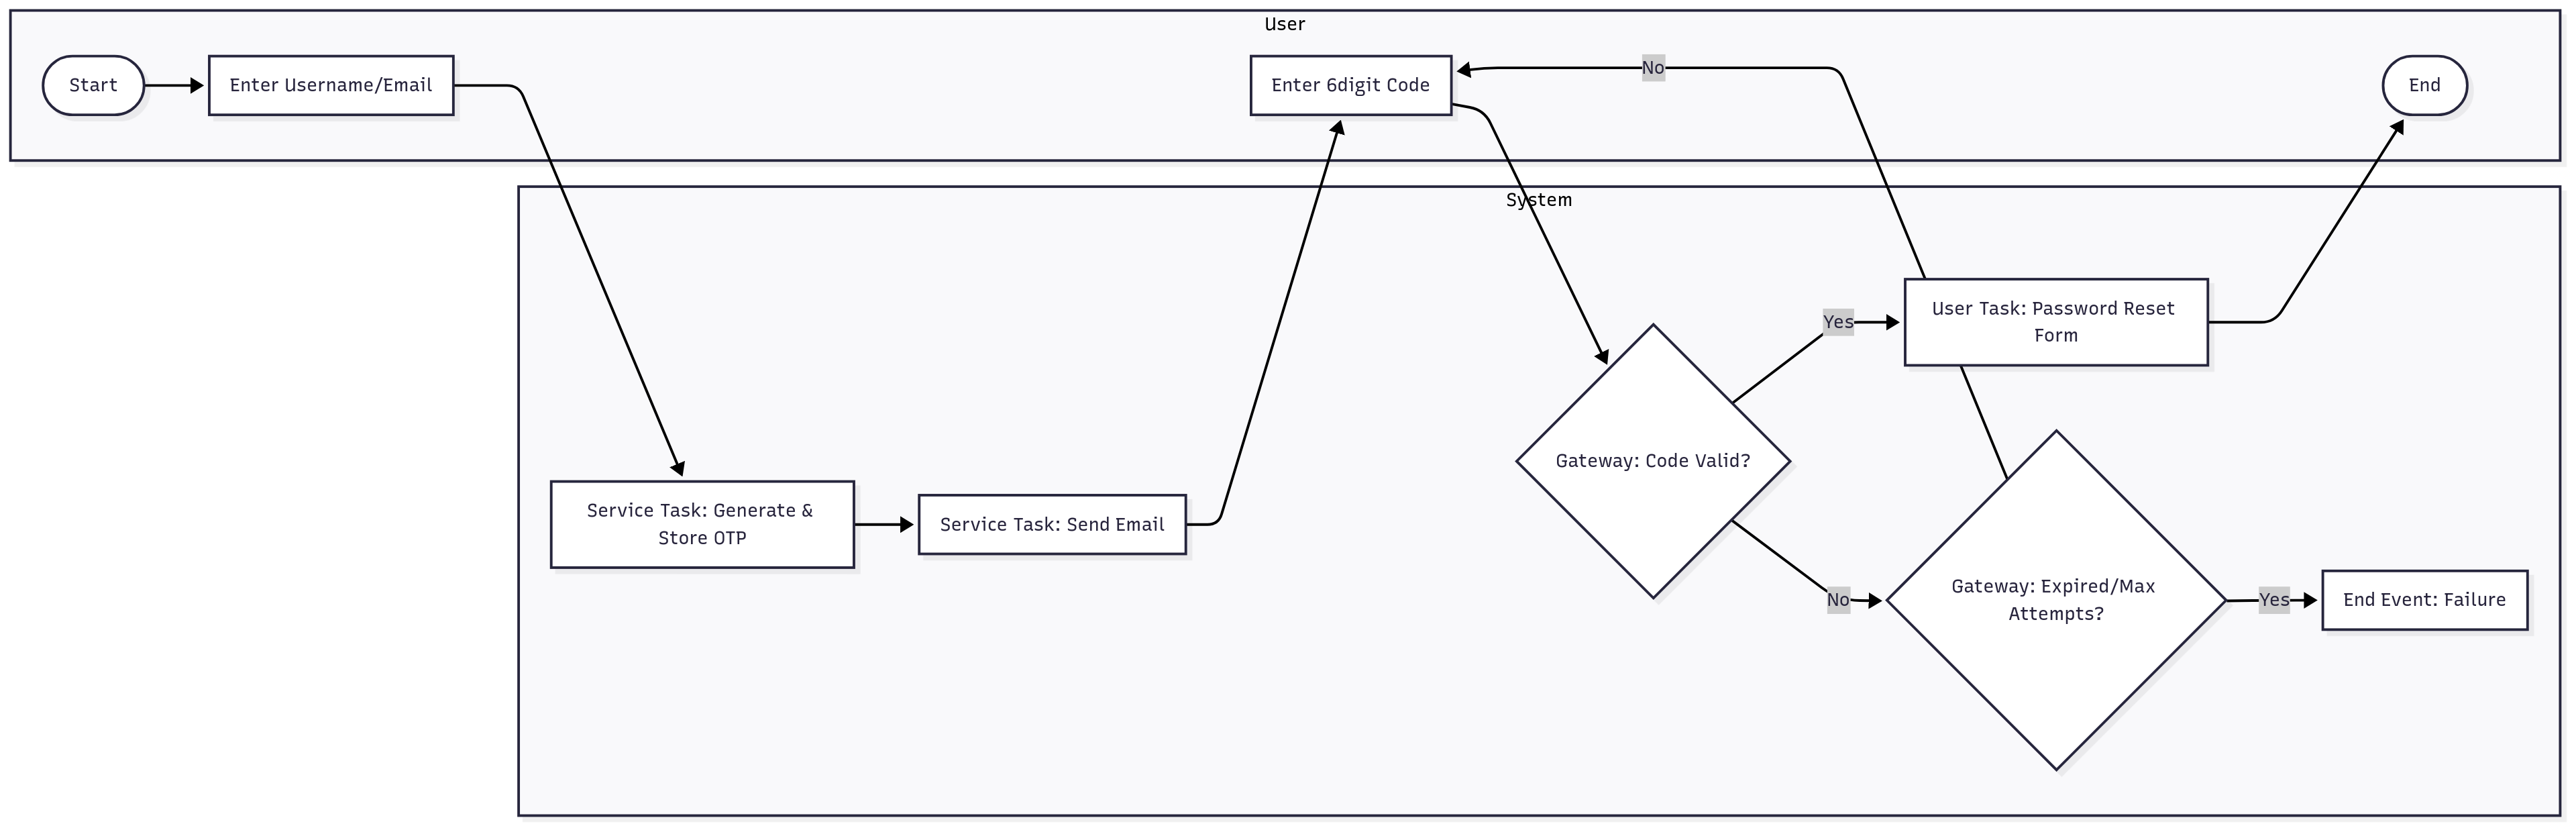 User
Start
Enter Username/Email
Enter 6digit Code
No
End
System
Yes
User Task: Password Reset
Form
Gateway: Code Valid?
Service Task: Generate &
Store OTP
Service Task: Send Email
No
Gateway: Expired/Max
Attempts?
Yes
End Event: Failure